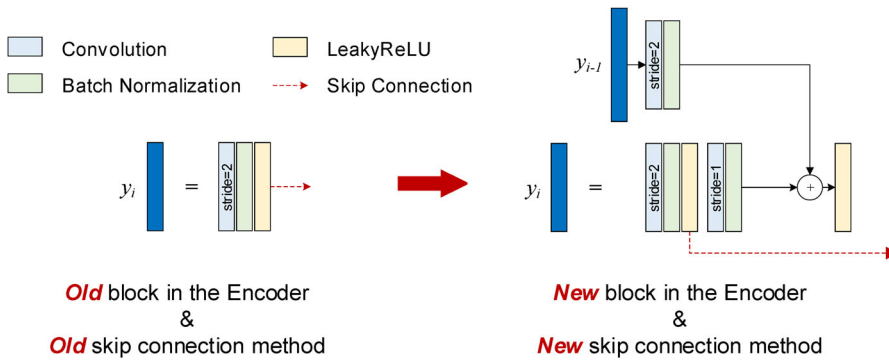 Convolution
LeakyReLU
Batch Normalization
Skip Connection
y_{i-1}
stride=2
y_i
=
stride=2
y_i
=
stride=2
stride=1
+
Old block in the Encoder
&
Old skip connection method
New block in the Encoder
&
New skip connection method